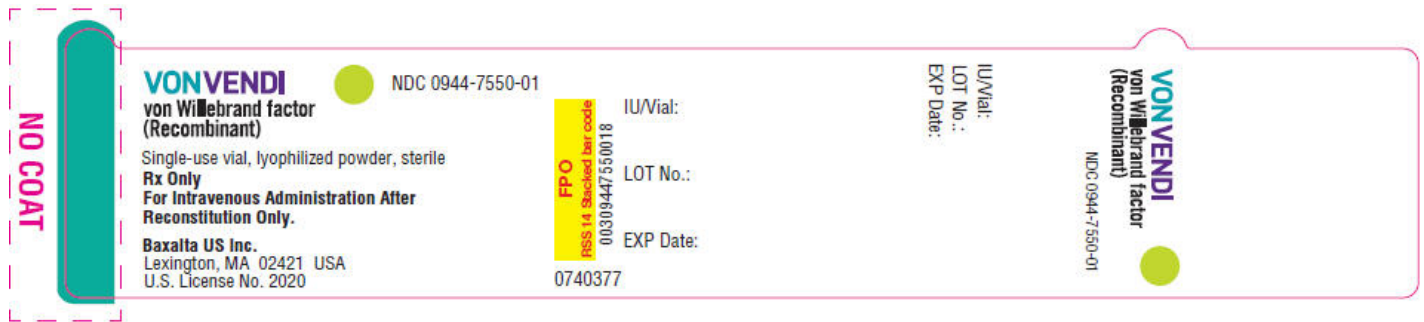 NO COAT
VONVENDI
NDC 0944-7550-01
von Willebrand factor
(Recombinant)
Single-use vial, lyophilized powder, sterile
Rx Only
For Intravenous Administration After
Reconstitution Only.
Baxalta US Inc.
Lexington, MA 02421 USA
U.S. License No. 2020
FPO
RSS 14 Stacked bar code
00309447550018
0740377
IU/Vial:
LOT No.:
EXP Date:
IU/Vial:
LOT No.:
EXP Date:
VONVENDI
von Willebrand factor
(Recombinant)
NDC 0944-7550-01